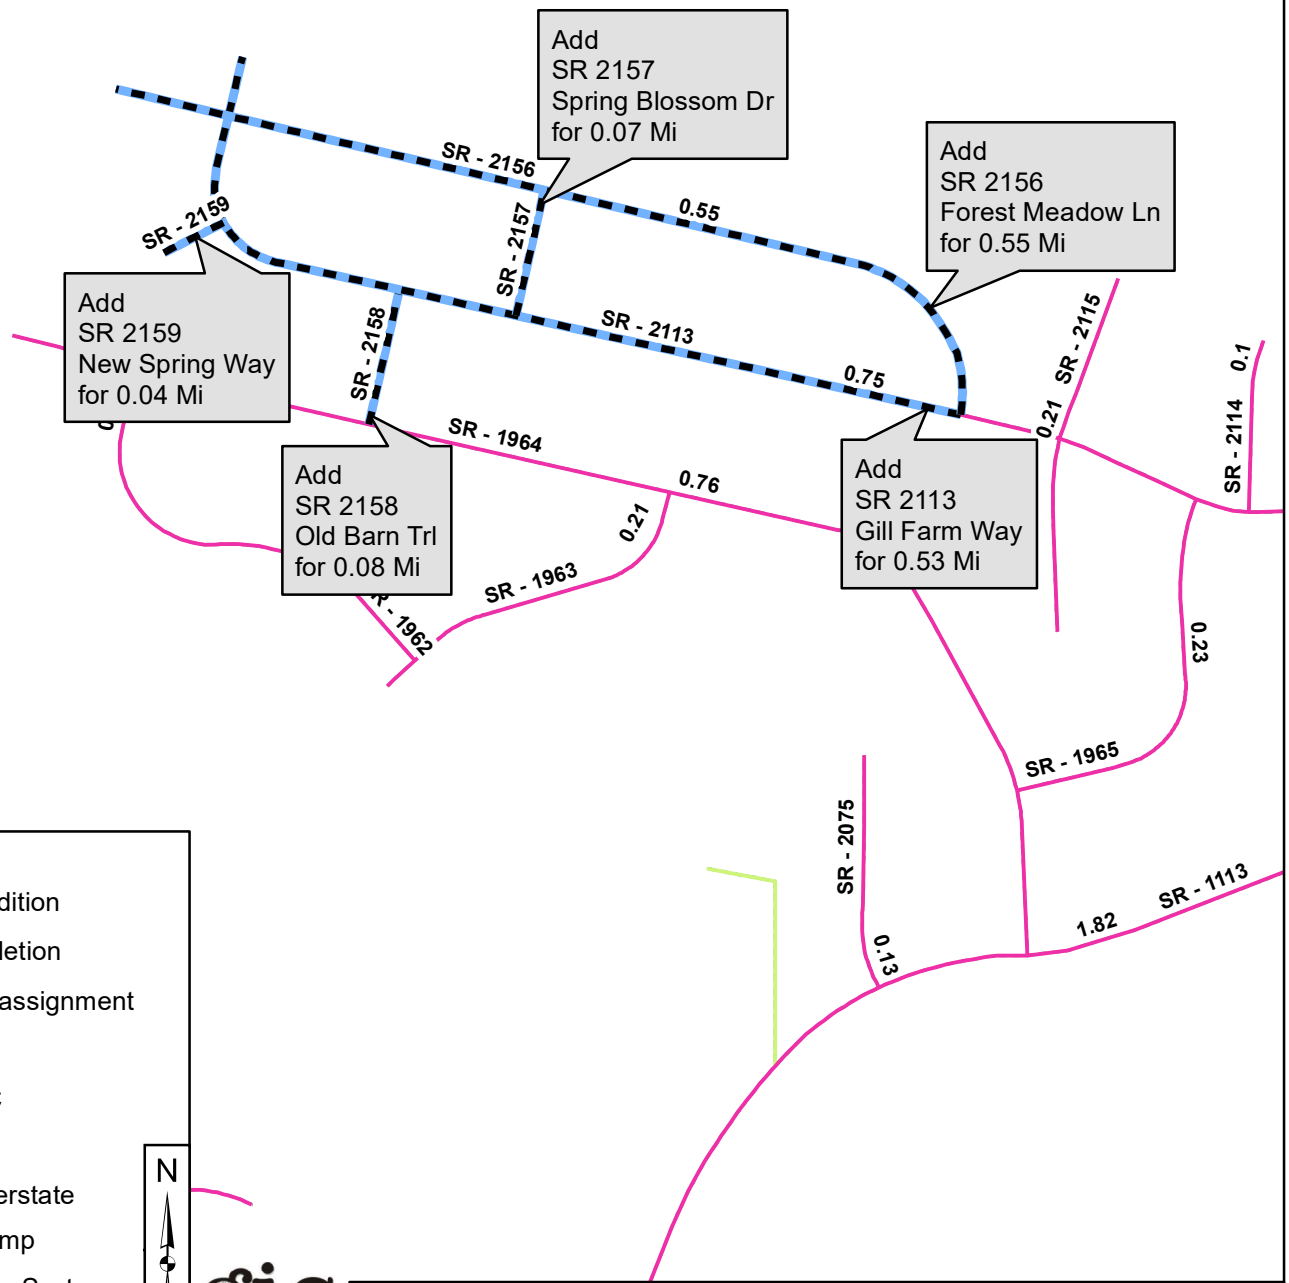 Add
SR 2157
Spring Blossom Dr
for 0.07 Mi
Add
SR 2156
Forest Meadow Ln
for 0.55 Mi
SR - 2156
0.55
SR - 2159
SR - 2157
Add
SR 2159
New Spring Way
for 0.04 Mi
SR - 2158
SR - 2113
0.75
SR - 2115
0.21
0.1
SR - 2114
SR - 1964
0.76
Add
SR 2158
Old Barn Trl
for 0.08 Mi
Add
SR 2113
Gill Farm Way
for 0.53 Mi
0.21
SR - 1963
R - 1962
0.23
SR - 1965
SR - 2075
0.13
1.82
SR - 1113
dition
letion
assignment
erstate
mp
N